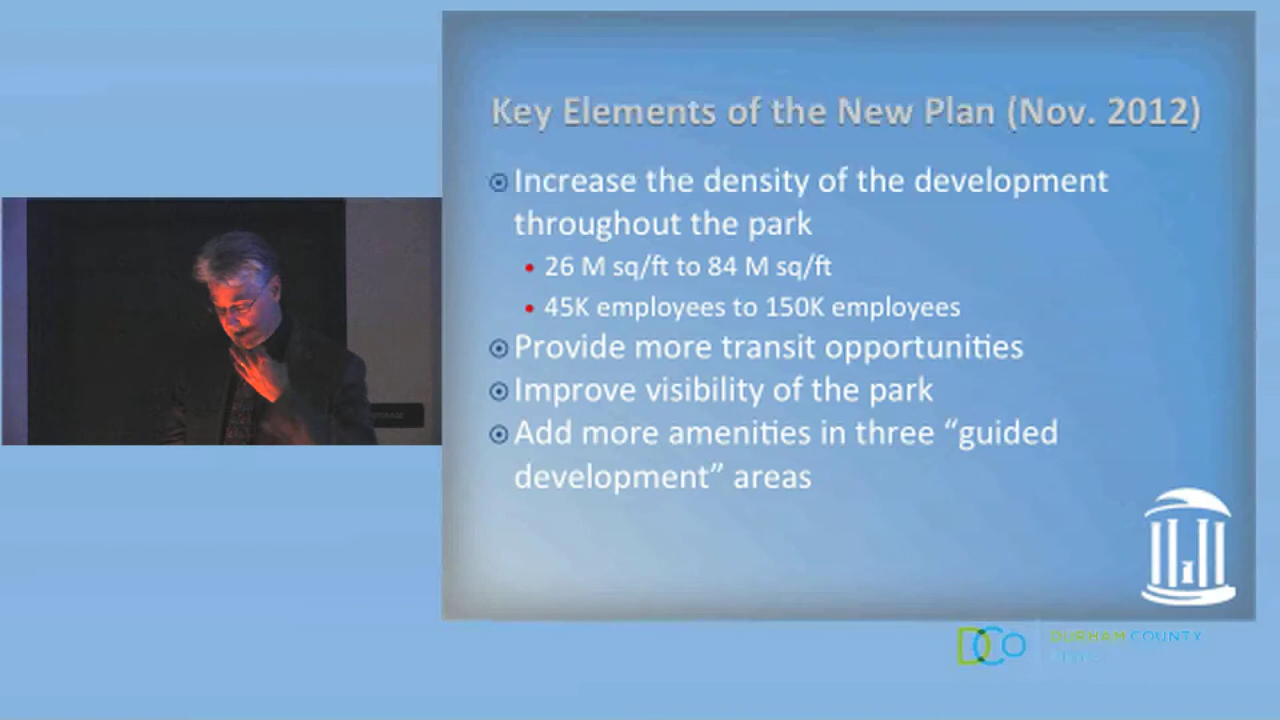 Key Elements of the New Plan (Nov. 2012)
Increase the density of the development
throughout the park
26 M sq/ft to 84 M sq/ft
45K employees to 150K employees
Provide more transit opportunities
Improve visibility of the park
Add more amenities in three “guided
development” areas
DCo
DURHAM COUNTY